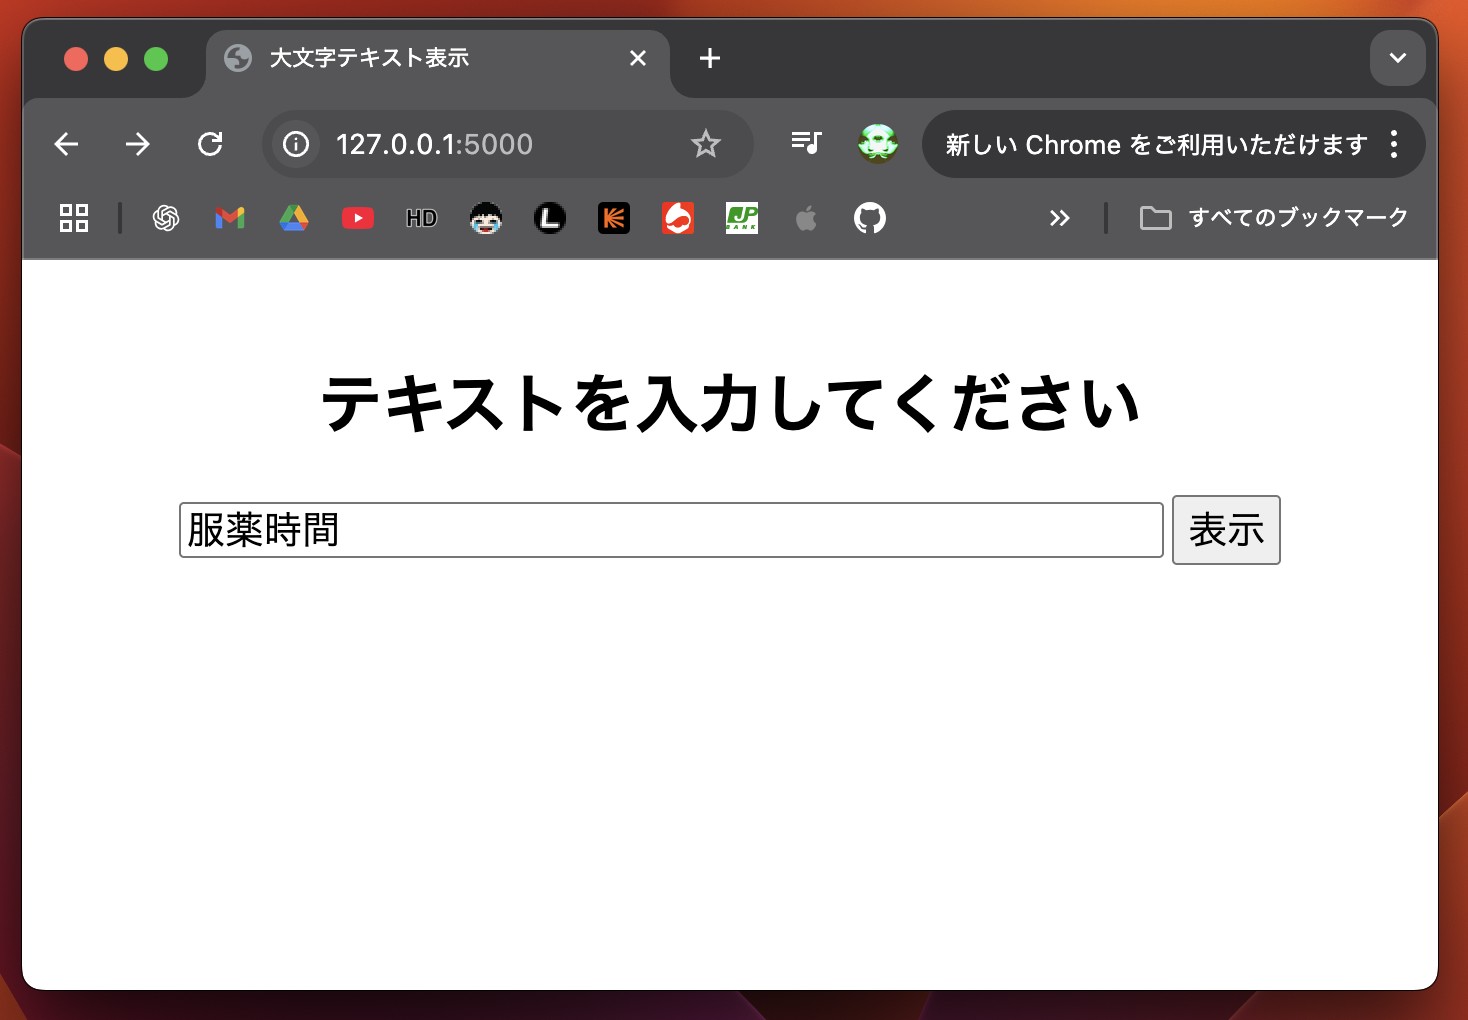 大文字テキスト表示
127.0.0.1:5000
新しい Chrome をご利用いただけます
HD
L
JP
BANK
すべてのブックマーク
テキストを入力してください
服薬時間
表示